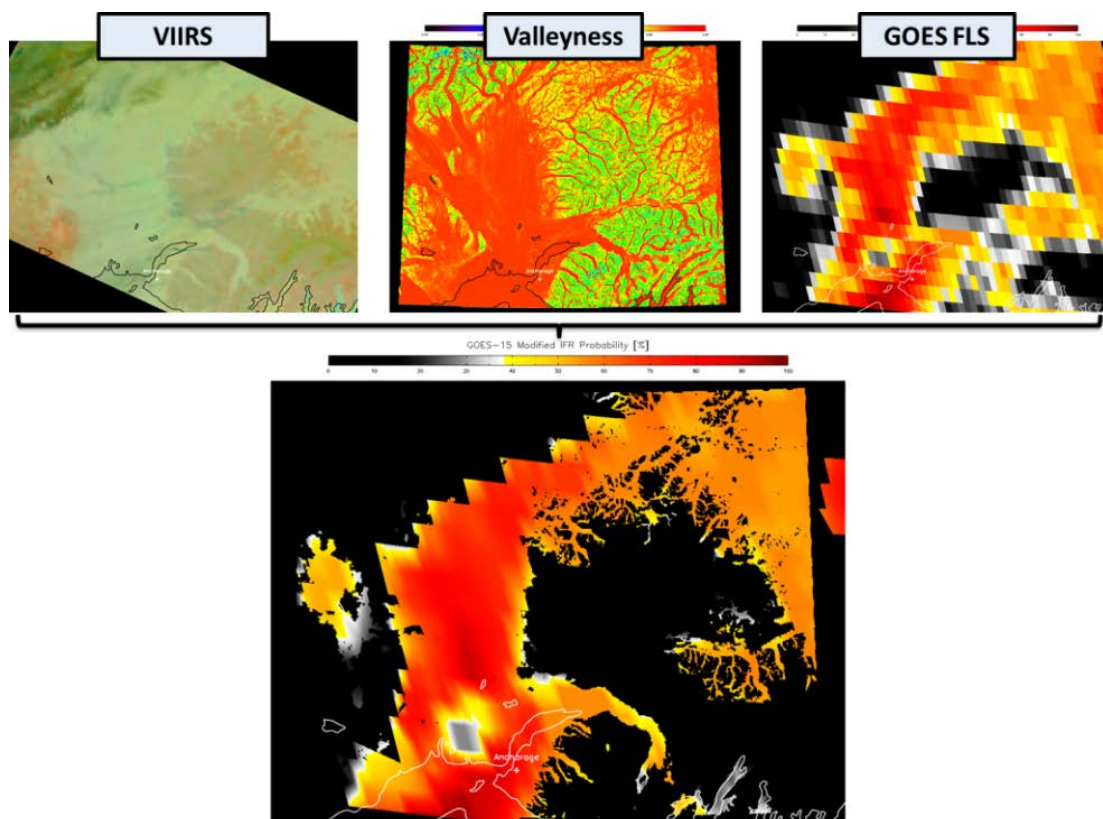 VIIRS
Valleyness
GOES FLS
Anchorage
GOES-15 Modified IFR Probability [%]
0 10 20 30 40 50 60 70 80 90 100
Anchorage